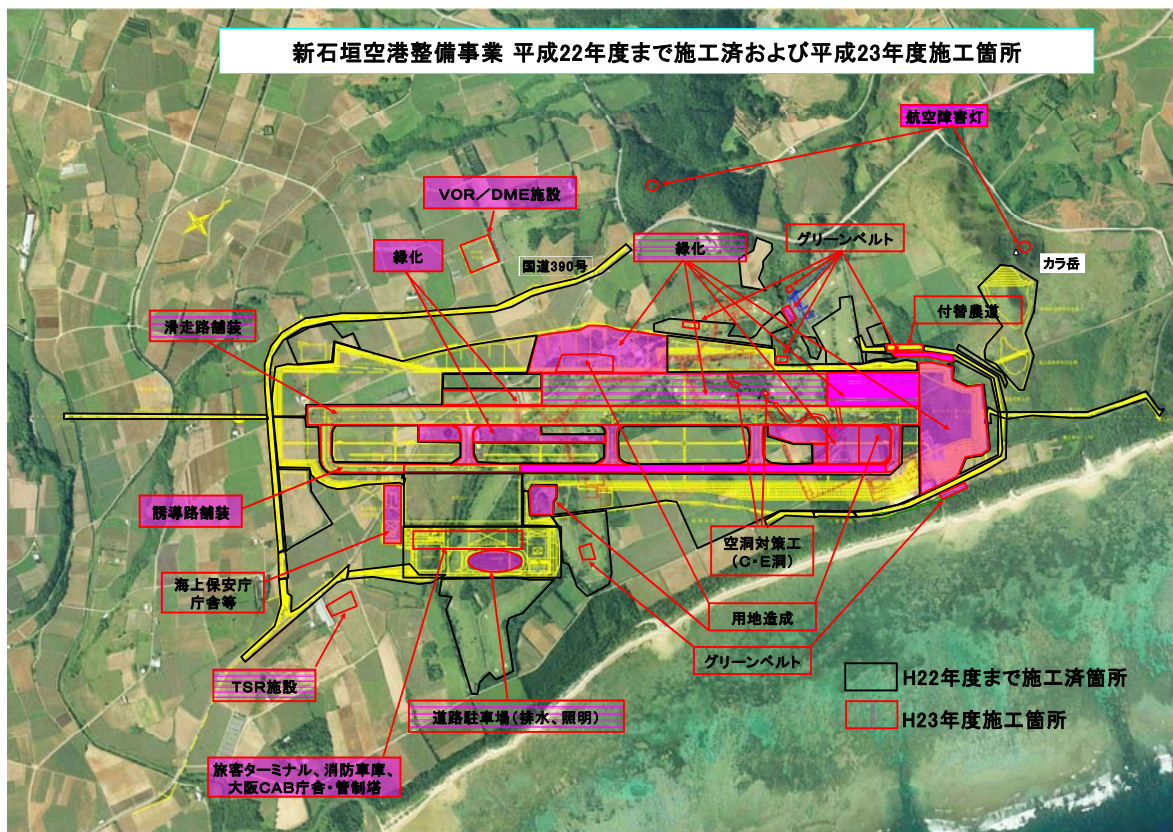 新石垣空港整備事業 平成22年度まで施工済および平成23年度施工箇所
航空障害灯
VOR/DME施設
緑化
国道390号
緑化
グリーンベルト
カラ岳
付替農道
滑走路舗装
誘導路舗装
海上保安庁
庁舎等
空洞対策工
(C・E洞)
用地造成
グリーンベルト
TSR施設
道路駐車場(排水、照明)
旅客ターミナル、消防車庫、
大阪CAB庁舎・管制塔
H22年度まで施工済箇所
H23年度施工箇所